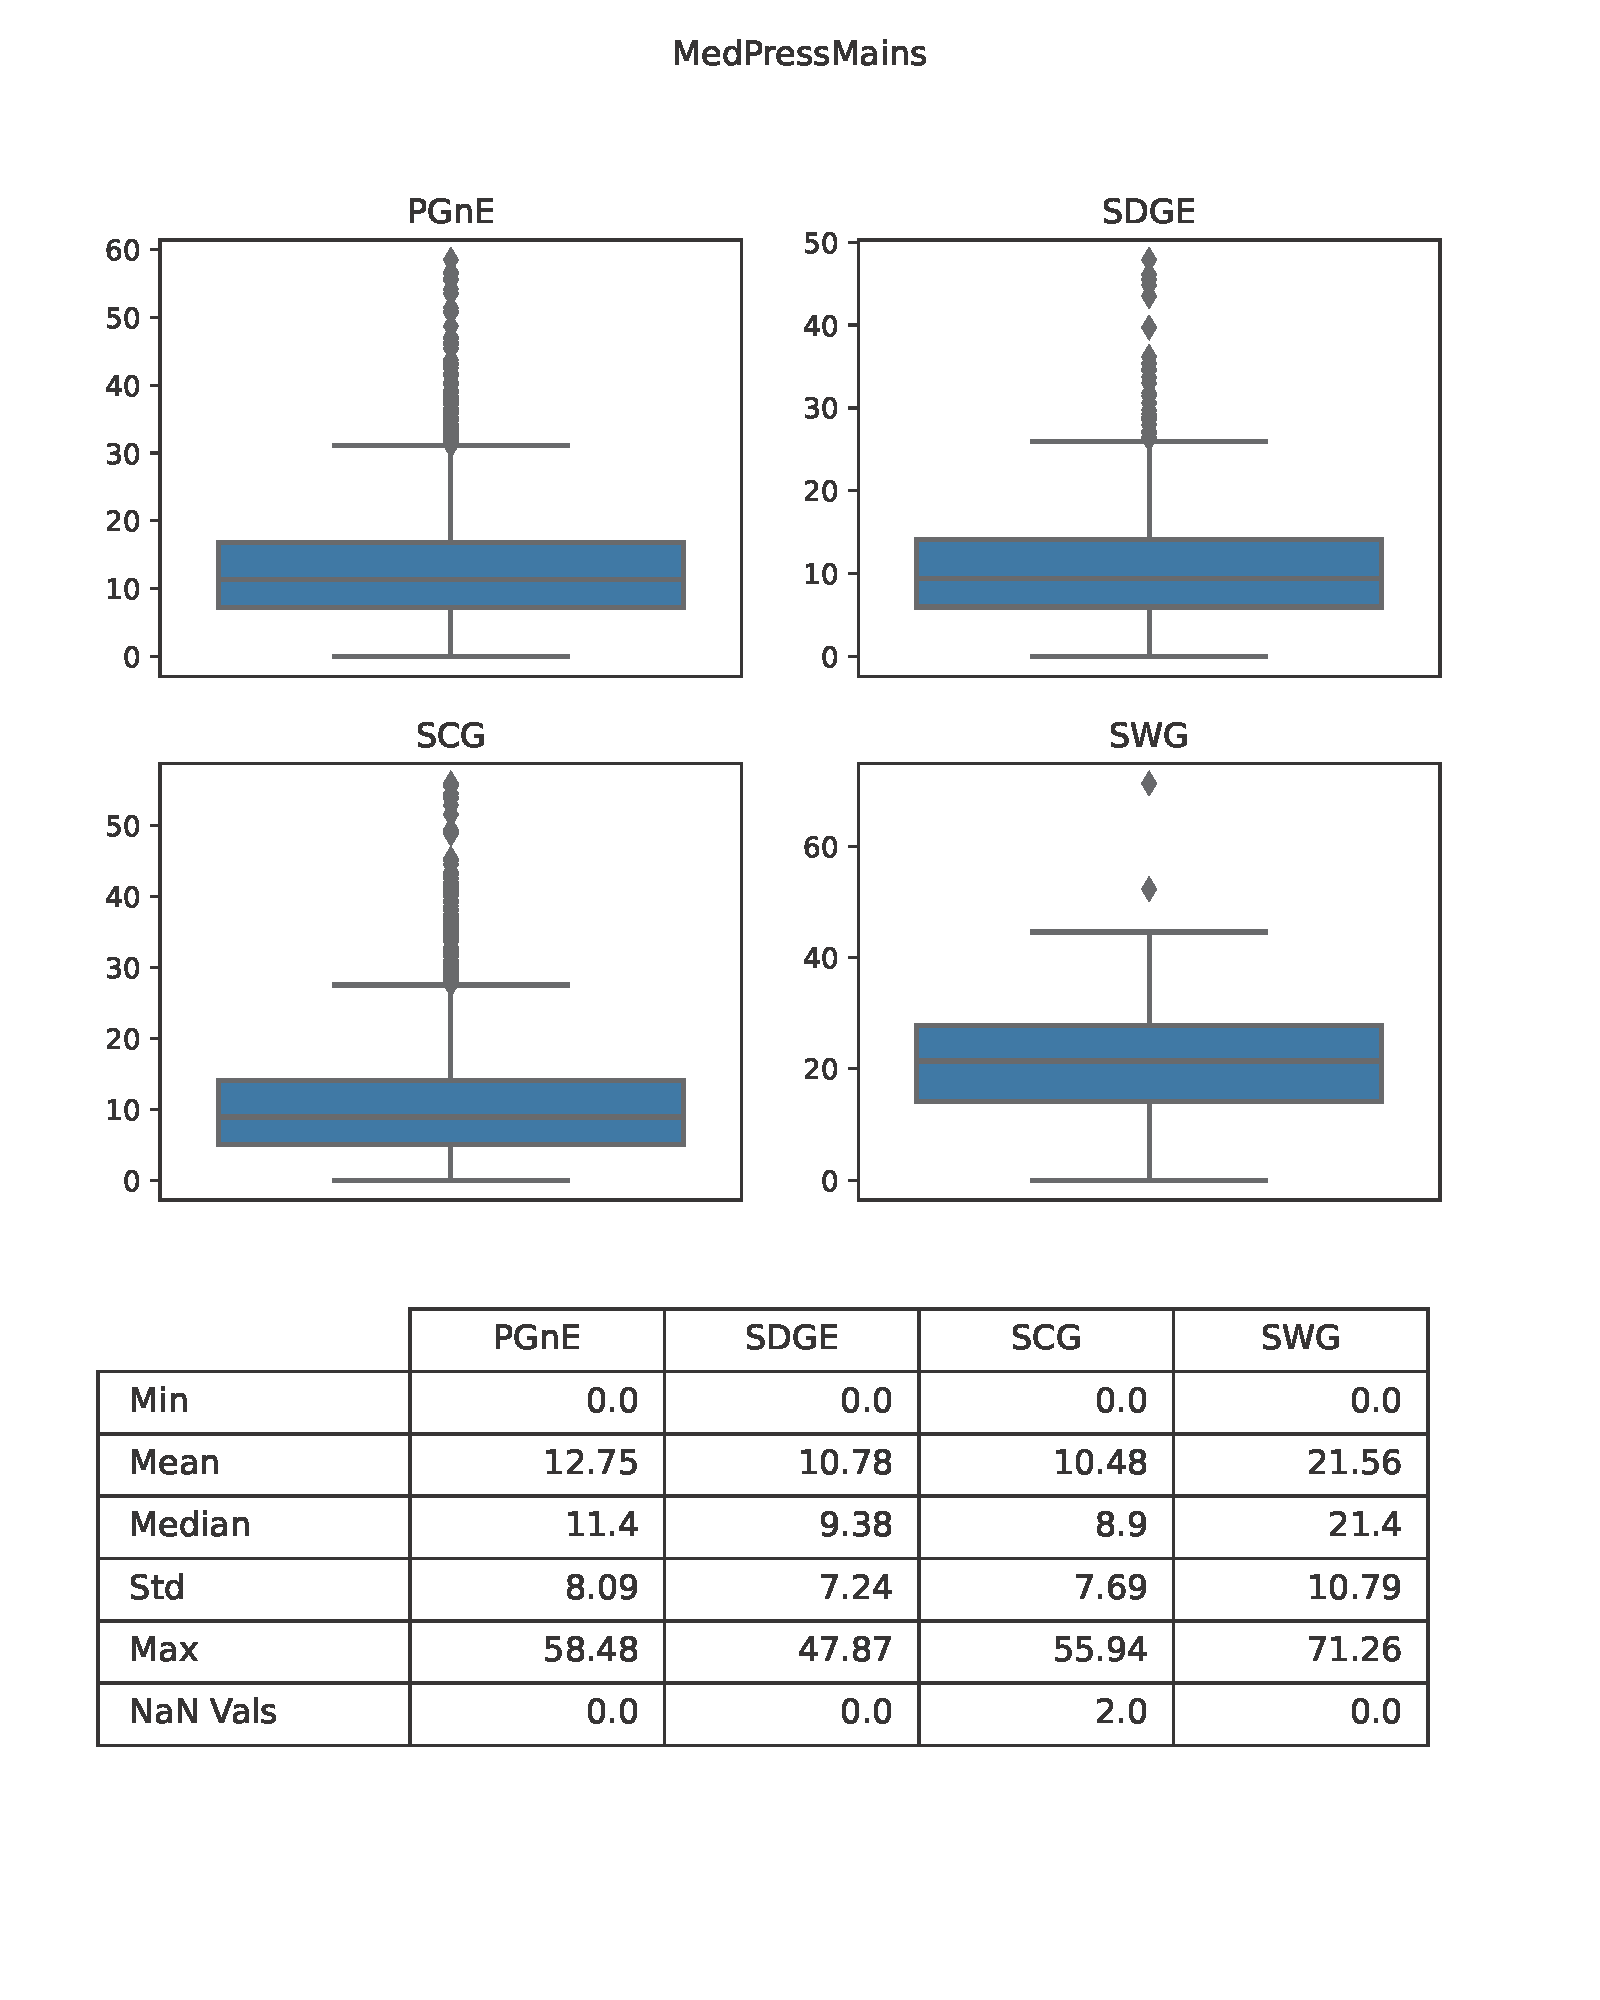 MedPressMains
PGnE
60
50
40
30
20
10
0
SDGE
50
40
30
20
10
0
SCG
50
40
30
20
10
0
SWG
60
40
20
0
PGnE SDGE SCG SWG
Min 0.0 0.0 0.0 0.0
Mean 12.75 10.78 10.48 21.56
Median 11.4 9.38 8.9 21.4
Std 8.09 7.24 7.69 10.79
Max 58.48 47.87 55.94 71.26
NaN Vals 0.0 0.0 2.0 0.0